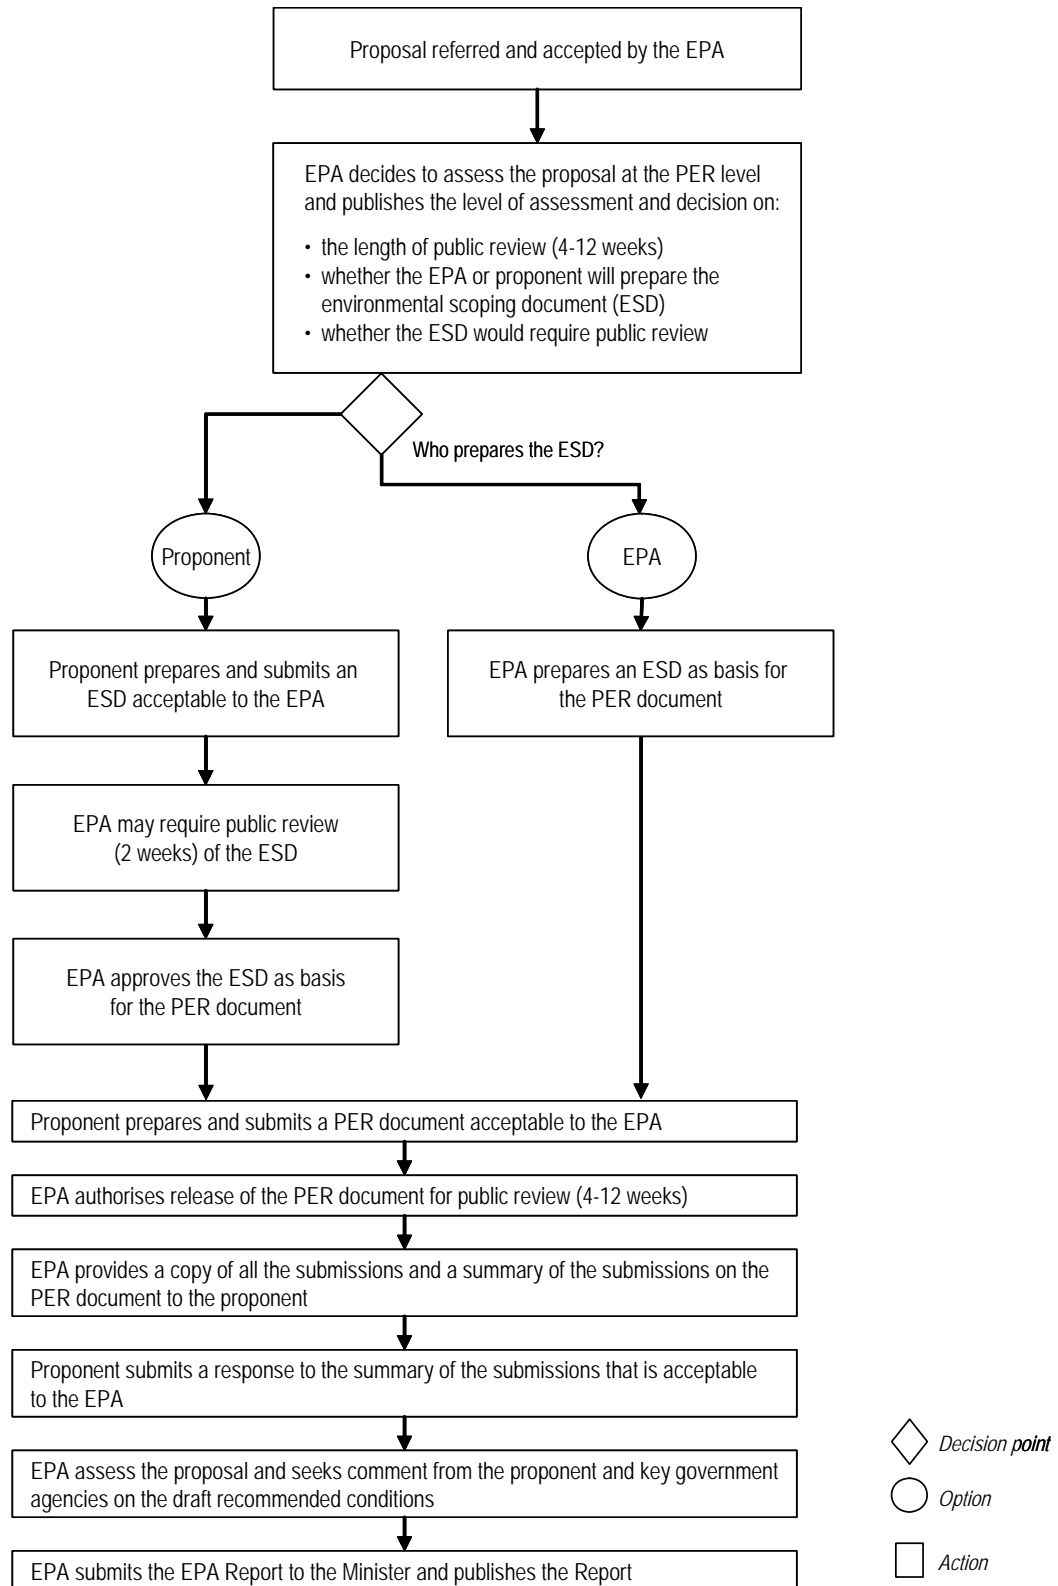 Proposal referred and accepted by the EPA
EPA decides to assess the proposal at the PER level
and publishes the level of assessment and decision on:
• the length of public review (4-12 weeks)
• whether the EPA or proponent will prepare the
environmental scoping document (ESD)
• whether the ESD would require public review
Who prepares the ESD?
Proponent
EPA
Proponent prepares and submits an
ESD acceptable to the EPA
EPA prepares an ESD as basis for
the PER document
EPA may require public review
(2 weeks) of the ESD
EPA approves the ESD as basis
for the PER document
Proponent prepares and submits a PER document acceptable to the EPA
EPA authorises release of the PER document for public review (4-12 weeks)
EPA provides a copy of all the submissions and a summary of the submissions on the
PER document to the proponent
Proponent submits a response to the summary of the submissions that is acceptable
to the EPA
EPA assess the proposal and seeks comment from the proponent and key government
agencies on the draft recommended conditions
EPA submits the EPA Report to the Minister and publishes the Report
Decision point
Option
Action